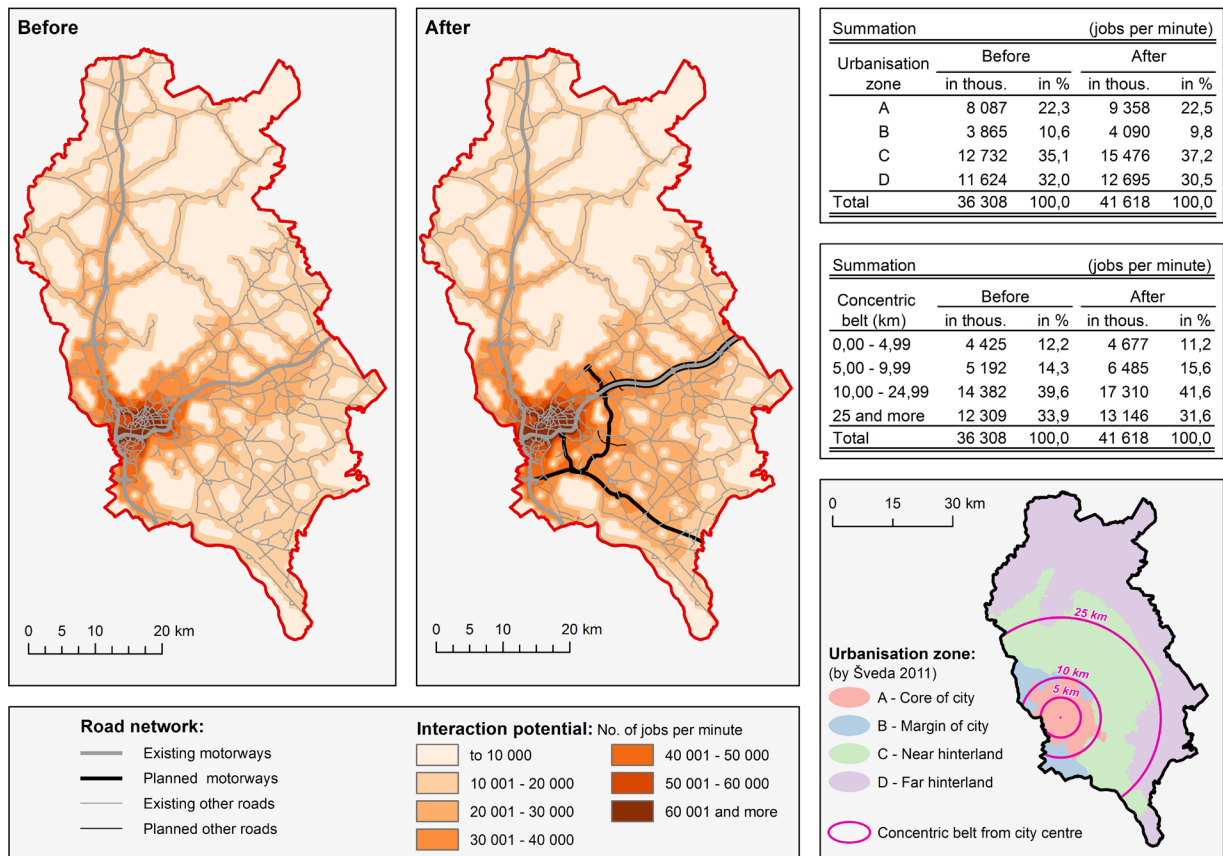 Before
0 5 10 20 km
After
0 5 10 20 km
Summation (jobs per minute)
Urbanisation zone Before After
in thous. in % in thous. in %
A 8 087 22,3 9 358 22,5
B 3 865 10,6 4 090 9,8
C 12 732 35,1 15 476 37,2
D 11 624 32,0 12 695 30,5
Total 36 308 100,0 41 618 100,0
Summation (jobs per minute)
Concentric belt (km) Before After
in thous. in % in thous. in %
0,00 - 4,99 4 425 12,2 4 677 11,2
5,00 - 9,99 5 192 14,3 6 485 15,6
10,00 - 24,99 14 382 39,6 17 310 41,6
25 and more 12 309 33,9 13 146 31,6
Total 36 308 100,0 41 618 100,0
0 15 30 km
25 km
10 km
5 km
Urbanisation zone:
(by Šveda 2011)
A - Core of city
B - Margin of city
C - Near hinterland
D - Far hinterland
Concentric belt from city centre
Road network:
Existing motorways
Planned motorways
Existing other roads
Planned other roads
Interaction potential: No. of jobs per minute
to 10 000
10 001 - 20 000
20 001 - 30 000
30 001 - 40 000
40 001 - 50 000
50 001 - 60 000
60 001 and more